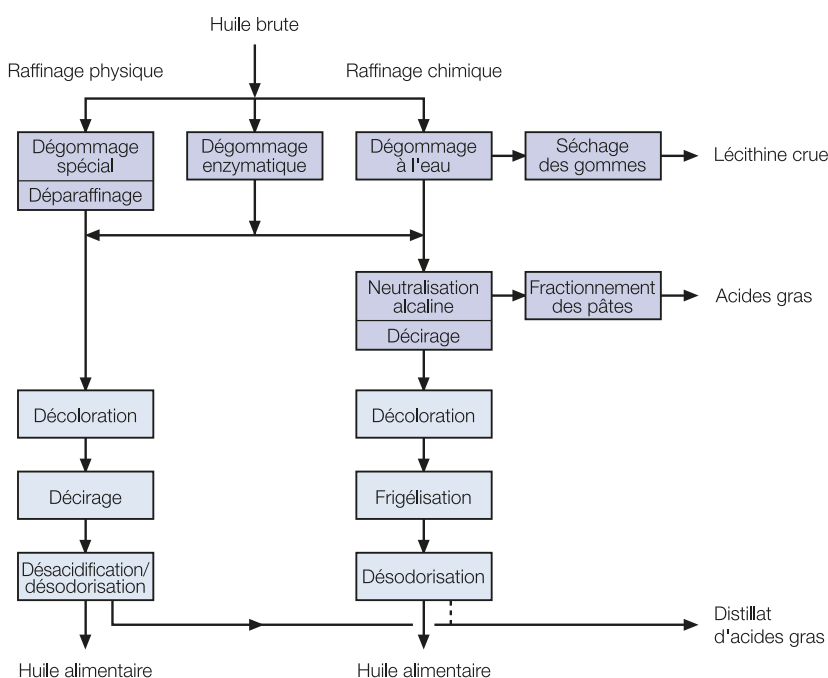 Huile brute
Raffinage physique
Raffinage chimique
Dégommage
spécial
Déparaffinage
Dégommage
enzymatique
Dégommage
à l'eau
Séchage
des gommes
Lécithine crue
Neutralisation
alcaline
Décirage
Fractionnement
des pâtes
Acides gras
Décoloration
Décoloration
Décirage
Frigélisation
Désacidification/
désodorisation
Désodorisation
Distillat
d'acides gras
Huile alimentaire
Huile alimentaire